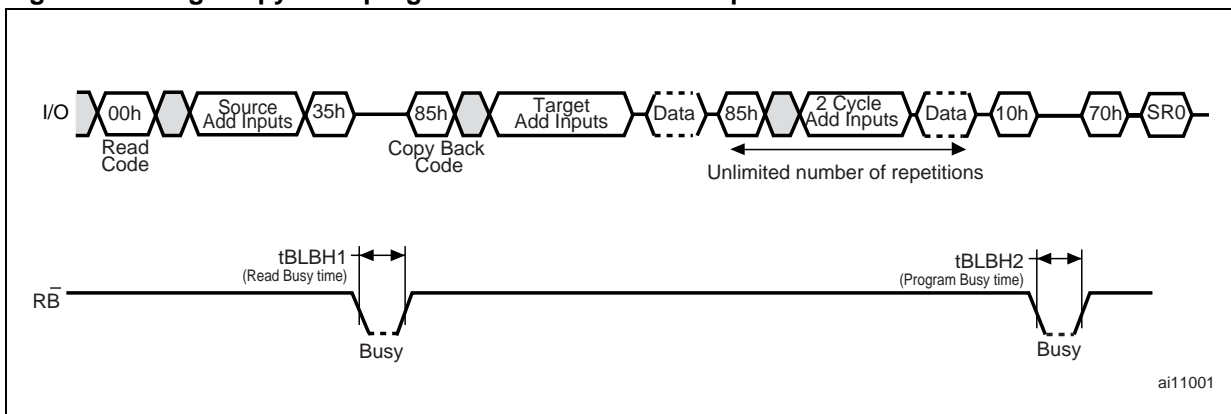 I/O
00h
Source
Add Inputs
35h
85h
Target
Add Inputs
Data
85h
2 Cycle
Add Inputs
Data
10h
70h
SR0
Read
Code
Copy Back
Code
Unlimited number of repetitions
tBLBH1
(Read Busy time)
tBLBH2
(Program Busy time)
RB̅
Busy
Busy
ai11001